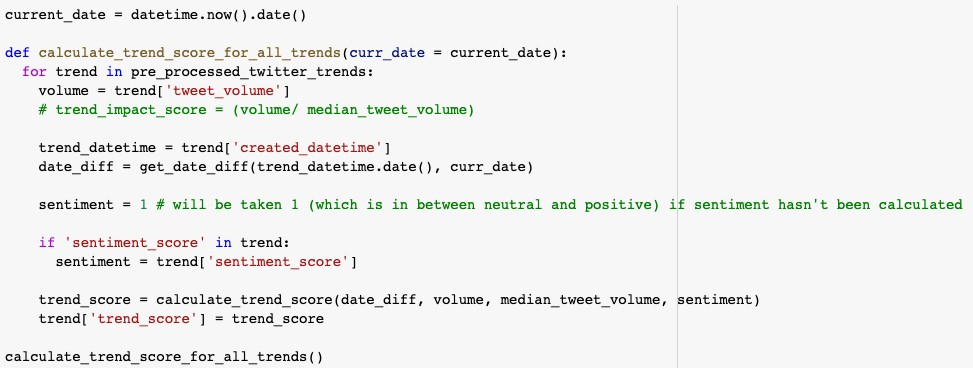 current_date = datetime.now().date()

def calculate_trend_score_for_all_trends(curr_date = current_date):
  for trend in pre_processed_twitter_trends:
    volume = trend['tweet_volume']
    # trend_impact_score = (volume/ median_tweet_volume)

    trend_datetime = trend['created_datetime']
    date_diff = get_date_diff(trend_datetime.date(), curr_date)

    sentiment = 1 # will be taken 1 (which is in between neutral and positive) if sentiment hasn't been calculated

    if 'sentiment_score' in trend:
      sentiment = trend['sentiment_score']

    trend_score = calculate_trend_score(date_diff, volume, median_tweet_volume, sentiment)
    trend['trend_score'] = trend_score

calculate_trend_score_for_all_trends()